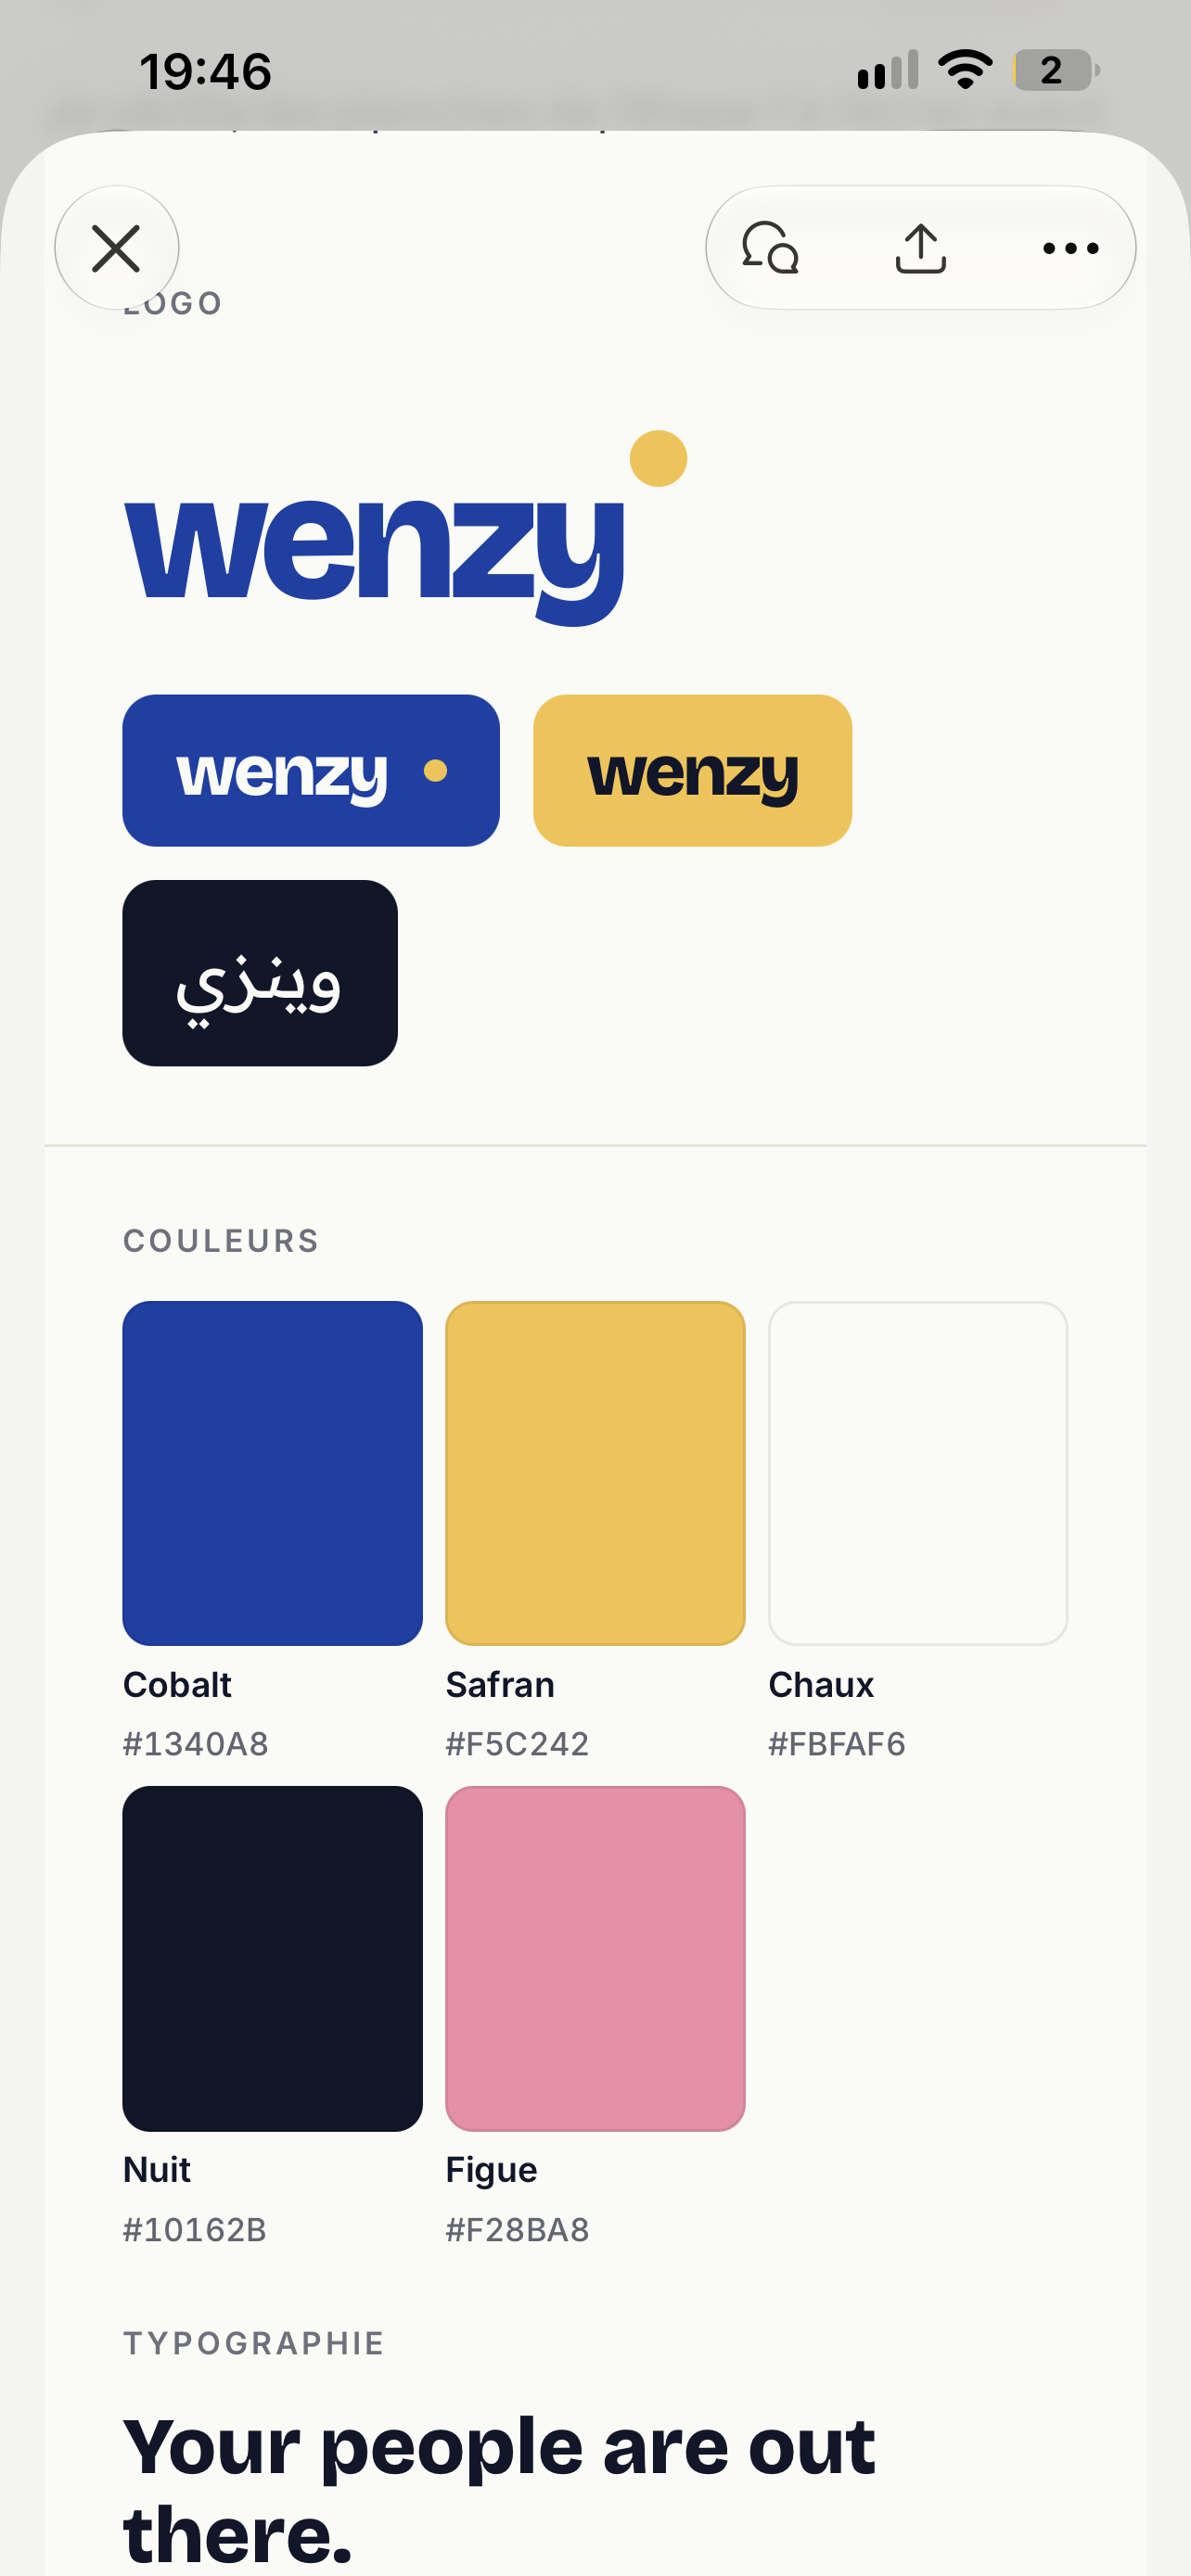 19:46
2
LOGO
wenzy
wenzy
wenzy
وينزي
COULEURS
Cobalt
Safran
Chaux
#1340A8
#F5C242
#FBFAF6
Nuit
Figue
#10162B
#F28BA8
TYPOGRAPHIE
Your people are out
there.